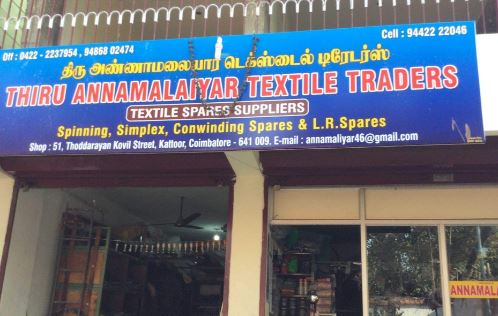 Off : 0422 - 2237954 , 94868 02474
Cell : 94422 22046
திரு அண்ணாமலையார் டெக்ஸ்டைல் டிரேடர்ஸ்
THIRU ANNAMALAIYAR TEXTILE TRADERS
TEXTILE SPARES SUPPLIERS
Spinning, Simplex, Conwinding Spares & L.R.Spares
Shop : 51, Thoddarayan Kovil Street, Kattoor, Coimbatore - 641 009. E-mail : annamaliyar46@gmail.com
ANNAMALA